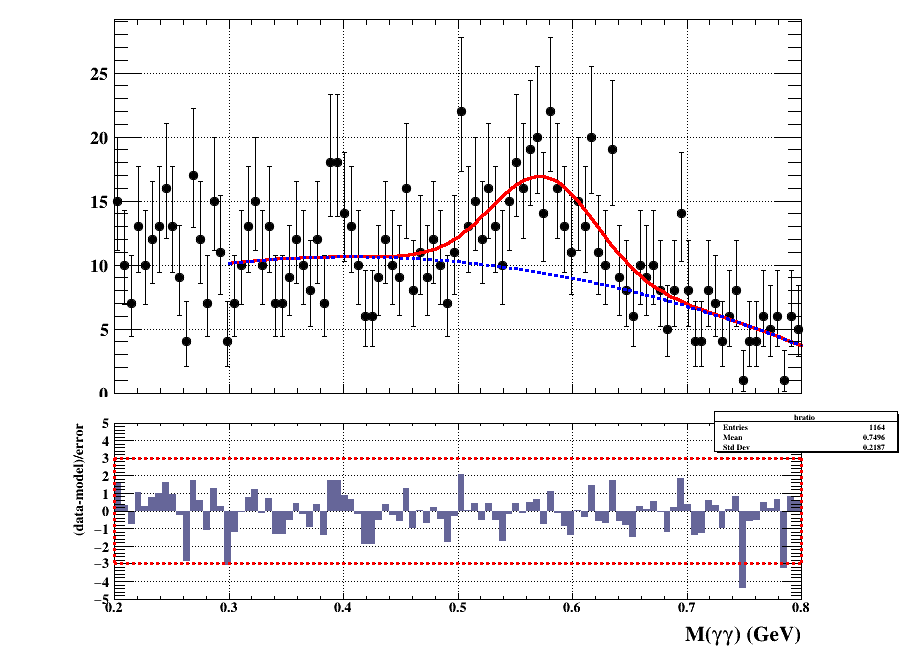 25
20
15
10
5
0
hratio
Entries 1164
Mean 0.7496
Std Dev 0.2187
(data-model)/error
5
4
3
2
1
0
−1
−2
−3
−4
−5
0.2 0.3 0.4 0.5 0.6 0.7 0.8
M(γγ) (GeV)